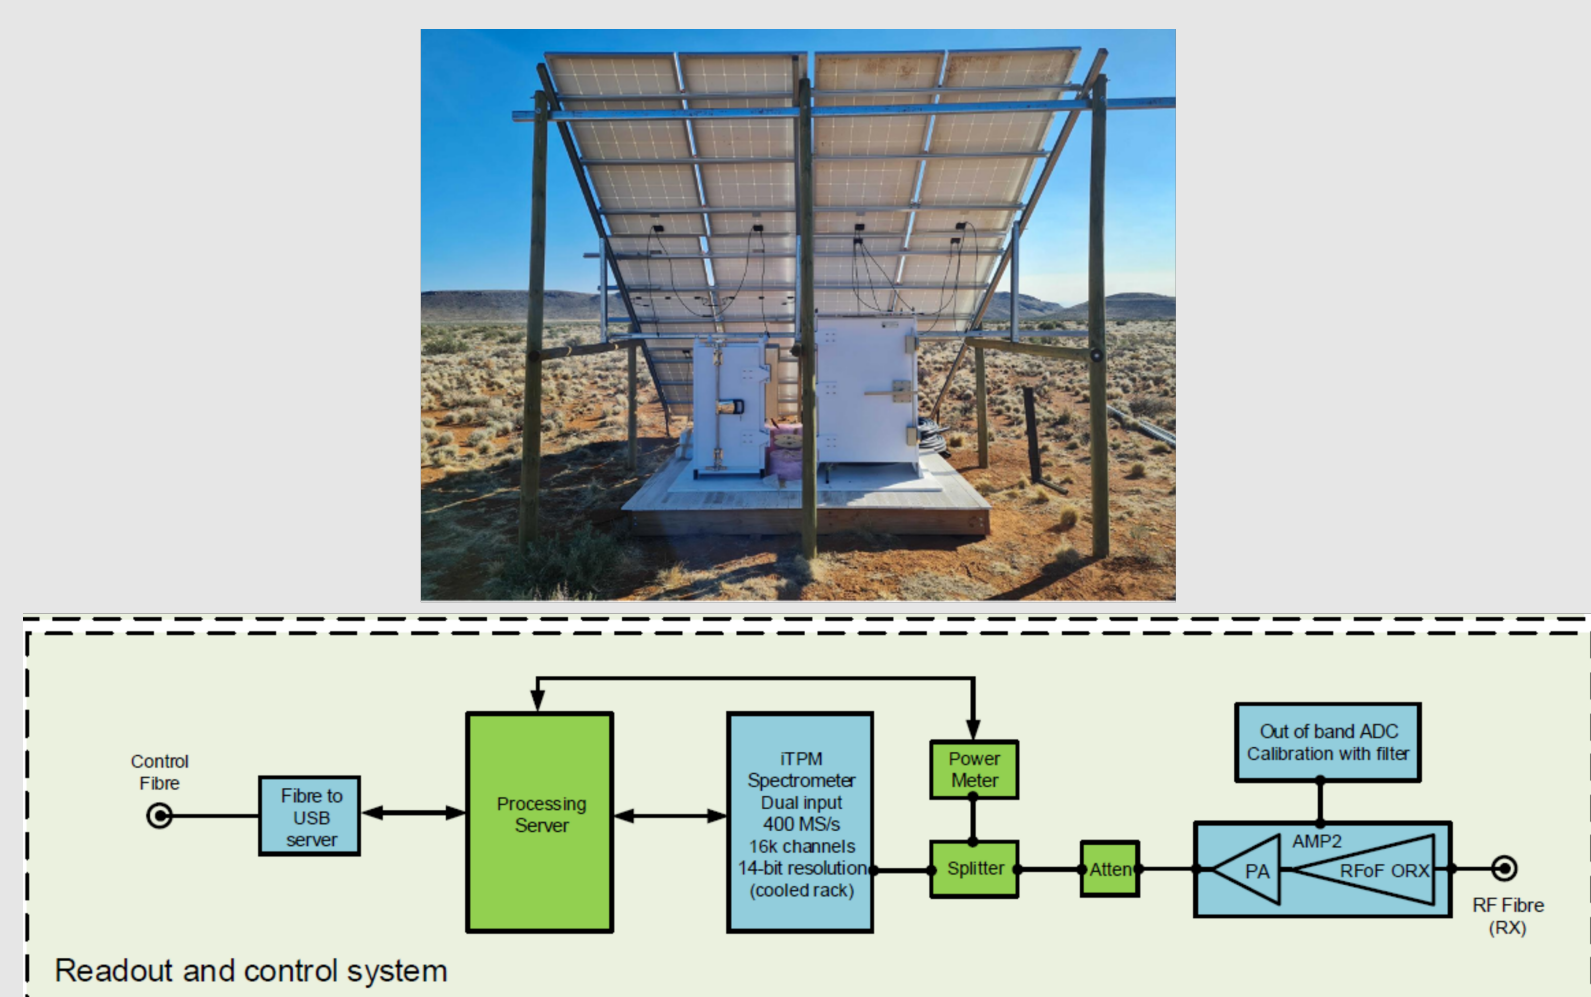 Control
Fibre
Fibre to
USB
server
Processing
Server
iTPM
Spectrometer
Dual input
400 MS/s
16k channels
14-bit resolution
(cooled rack)
Power
Meter
Splitter
Atten
Out of band ADC
Calibration with filter
AMP2
PA
RFoF ORX
RF Fibre
(RX)
Readout and control system